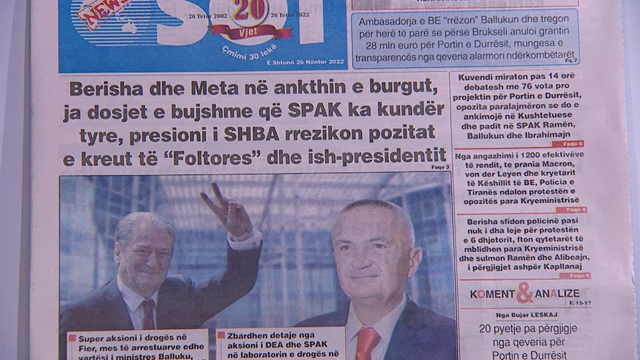 NEWS
26 Tetor 2002
20
26 Tetor 2022
Vjet
Çmimi 30 lekë
E Shtunë 26 Nëntor 2022
Ambasadorja e BE "rrëzon" Ballukun dhe tregon
për herë të parë se përse Brukseli anuloi grantin
28 mln euro për Portin e Durrësit, mungesa e
transparencës nga qeveria alarmon ndërkombëtarët
Fq.7
Berisha dhe Meta në ankthin e burgut,
ja dosjet e bujshme që SPAK ka kundër
tyre, presioni i SHBA rrezikon pozitat
e kreut të “Foltores” dhe ish-presidentit
Faqe 3
Kuvendi miraton pas 14 orë
debatesh me 76 vota pro
projektin për Portin e Durrësit,
opozita paralajmëron se do e
ankimojë në Kushtetuese
dhe padit në SPAK Ramën,
Ballukun dhe Ibrahimajn
Nga angazhimi i 1200 efektivëve
të rendit, te prania Macron,
von der Leyen dhe kryetarit
të Këshillit të BE, Policia e
Tiranës ndalon protestën e
opozitës para Kryeministrisë
Berisha sfidon policinë pasi
nuk i dha leje për protestën
e 6 dhjetorit, fton qytetarët të
mblidhen para Kryeministrisë
dhe sulmon Ramën dhe Alibeajn,
i përgjigjet ashpër Kapllanaj
KOMENT & ANALIZE
F. 15-17
Nga Bujar LESKAJ
20 pyetje pa përgjigje
nga qeveria për
Portin e Durrësit
Super aksioni i drogës në
Fier, mes të arrestuarve edhe
vartësi i ministres Balluku,
Zbardhen detaje nga
aksioni i DEA dhe SPAK
në laboratorin e drogës në